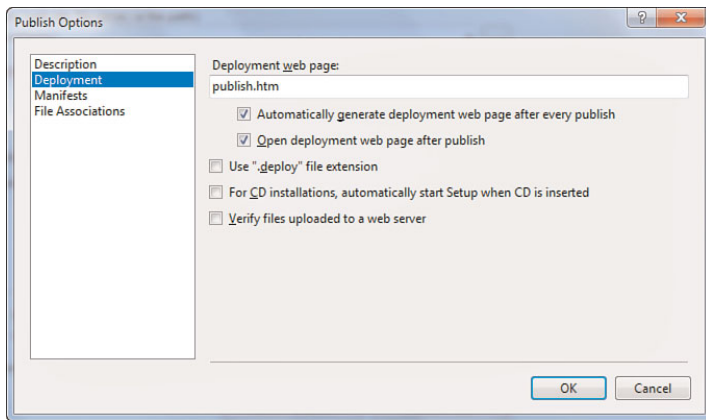 Publish Options
Description
Deployment
Manifests
File Associations
Deployment web page:
publish.htm
Automatically generate deployment web page after every publish
Open deployment web page after publish
Use ".deploy" file extension
For CD installations, automatically start Setup when CD is inserted
Verify files uploaded to a web server
OK
Cancel